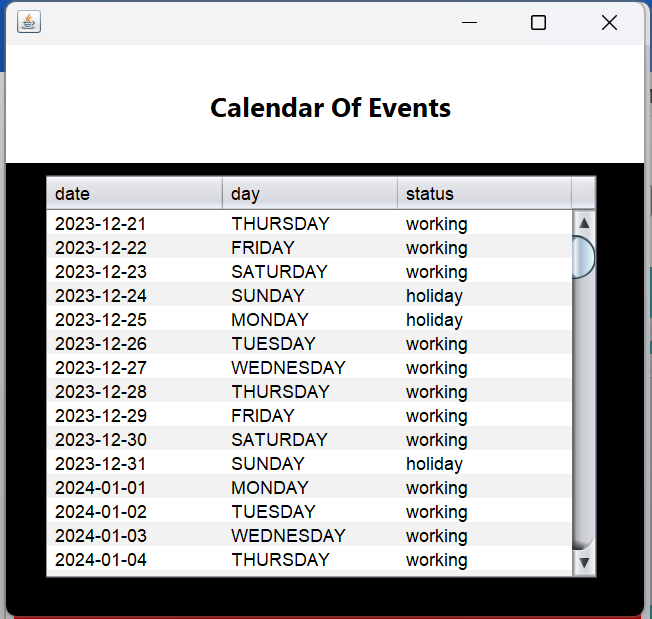 Calendar Of Events
date day status
2023-12-21 THURSDAY working
2023-12-22 FRIDAY working
2023-12-23 SATURDAY working
2023-12-24 SUNDAY holiday
2023-12-25 MONDAY holiday
2023-12-26 TUESDAY working
2023-12-27 WEDNESDAY working
2023-12-28 THURSDAY working
2023-12-29 FRIDAY working
2023-12-30 SATURDAY working
2023-12-31 SUNDAY holiday
2024-01-01 MONDAY working
2024-01-02 TUESDAY working
2024-01-03 WEDNESDAY working
2024-01-04 THURSDAY working